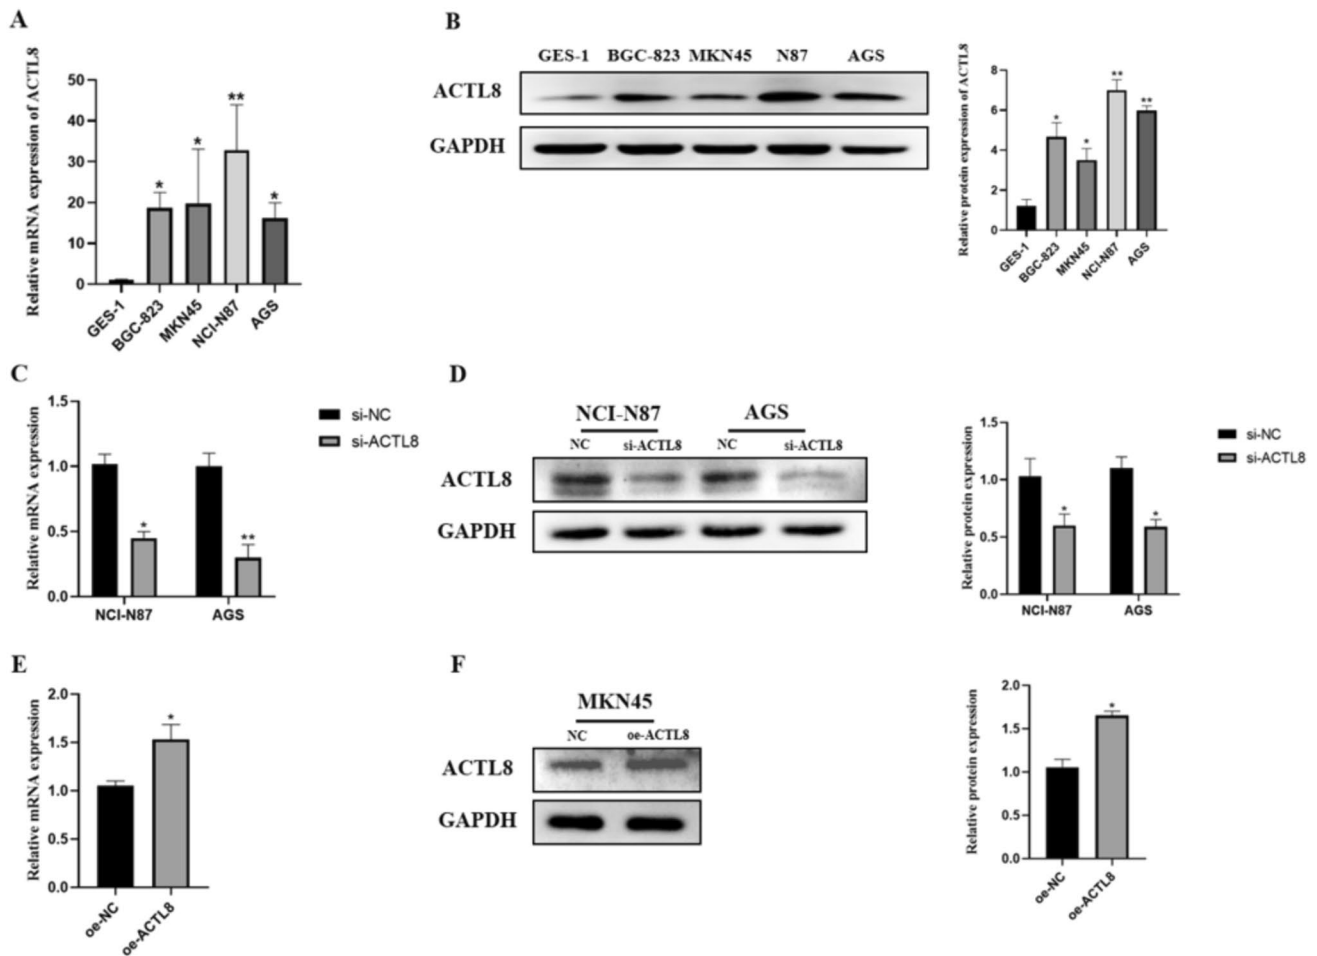 A
Relative mRNA expression of ACTL8
50
40
30
20
10
0
*
*
**
*
GES-1
BGC-823
MKN45
NCI-N87
AGS
B
GES-1 BGC-823 MKN45 N87 AGS
ACTL8
GAPDH
Relative protein expression of ACTL8
8
6
4
2
0
*
*
**
**
GES-1
BGC-823
MKN45
NCI-N87
AGS
C
Relative mRNA expression
1.5
1.0
0.5
0.0
*
**
NCI-N87 AGS
si-NC
si-ACTL8
D
NCI-N87 AGS
NC si-ACTL8 NC si-ACTL8
ACTL8
GAPDH
Relative protein expression
1.5
1.0
0.5
0.0
*
*
NCI-N87 AGS
si-NC
si-ACTL8
E
Relative mRNA expression
2.0
1.5
1.0
0.5
0.0
*
oe-NC
oe-ACTL8
F
MKN45
NC oe-ACTL8
ACTL8
GAPDH
Relative protein expression
2.0
1.5
1.0
0.5
0.0
*
oe-NC
oe-ACTL8